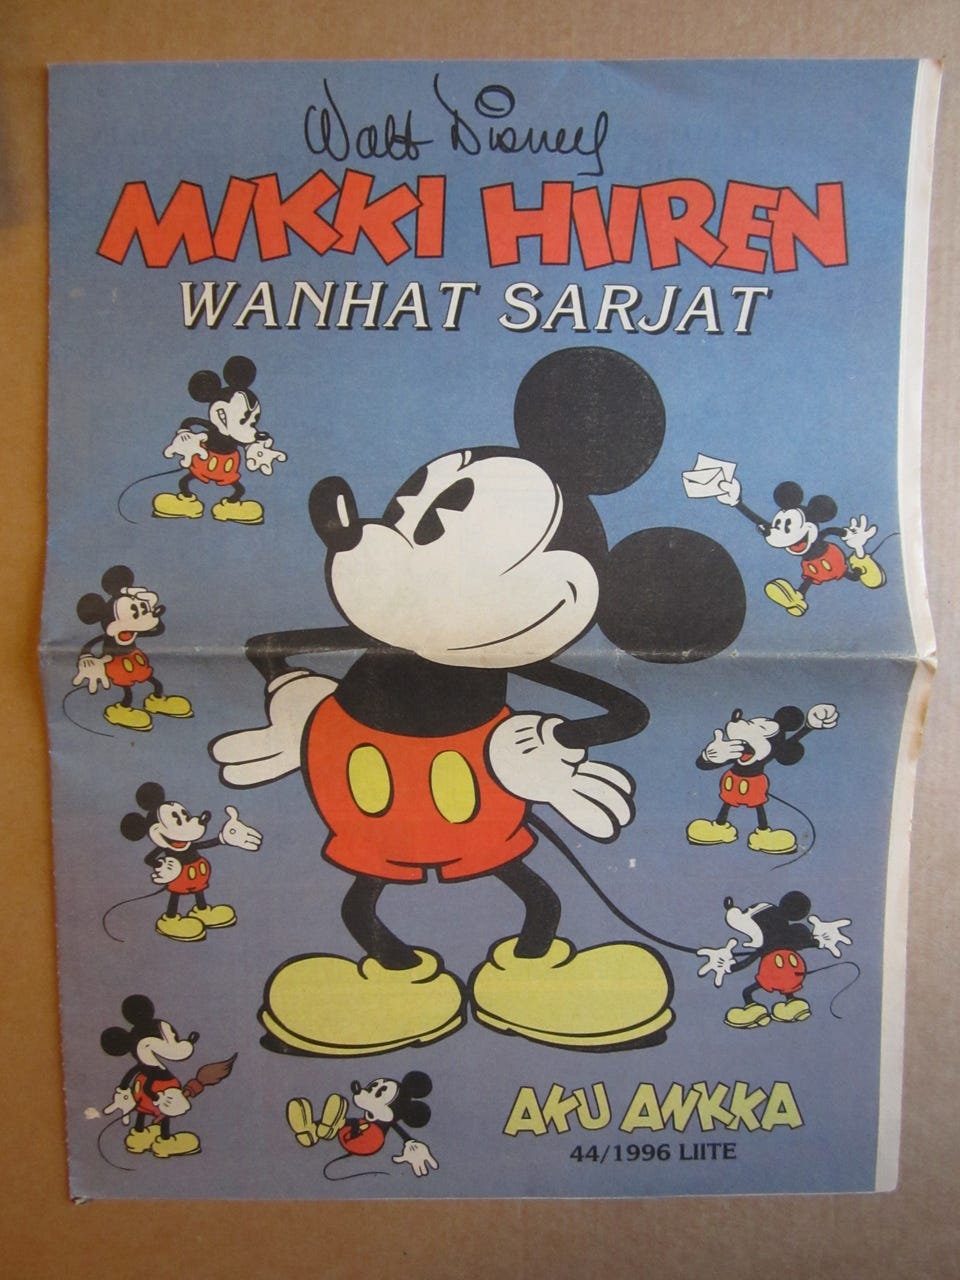 Walt Disney
MIKKI HIIREN
WANHAT SARJAT
AKU ANKKA
44/1996 LIITE